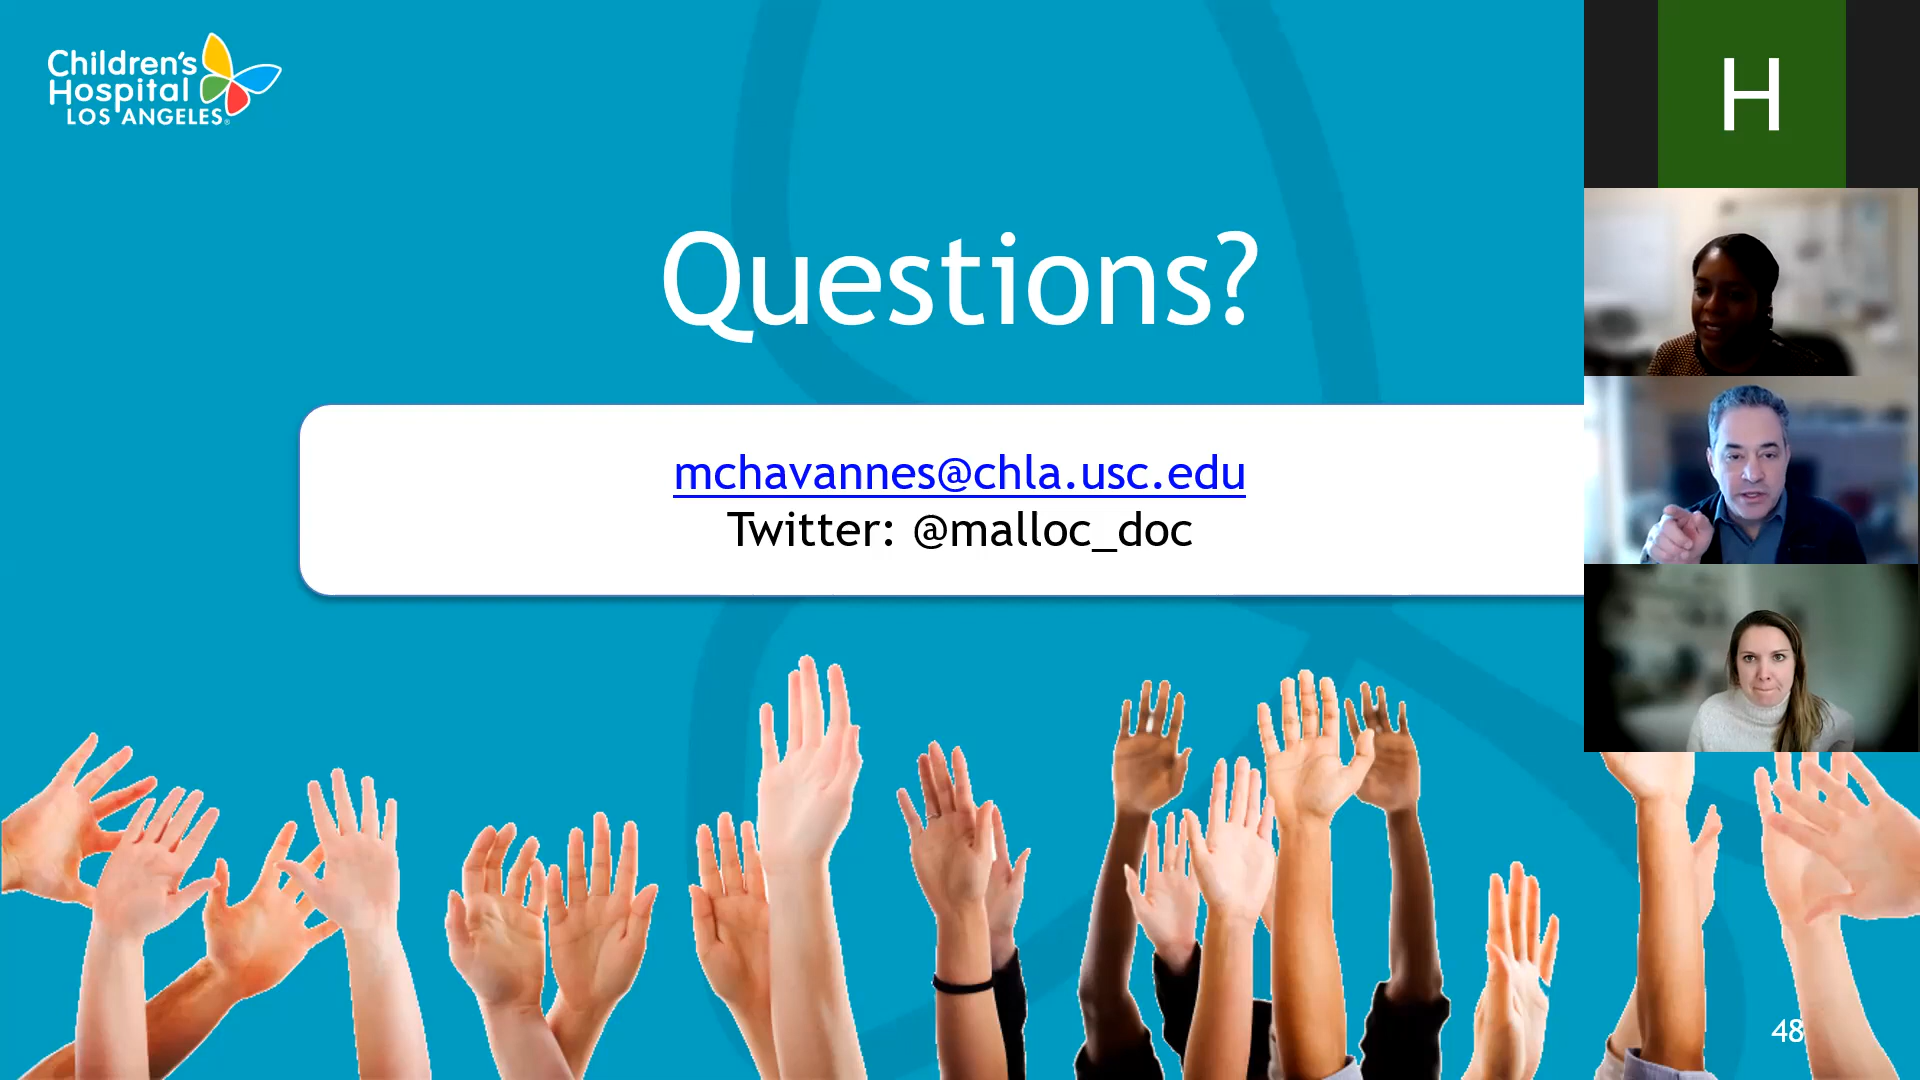 Children's
Hospital
LOS ANGELES®
Questions?
mchavannes@chla.usc.edu
Twitter: @malloc_doc
H
48